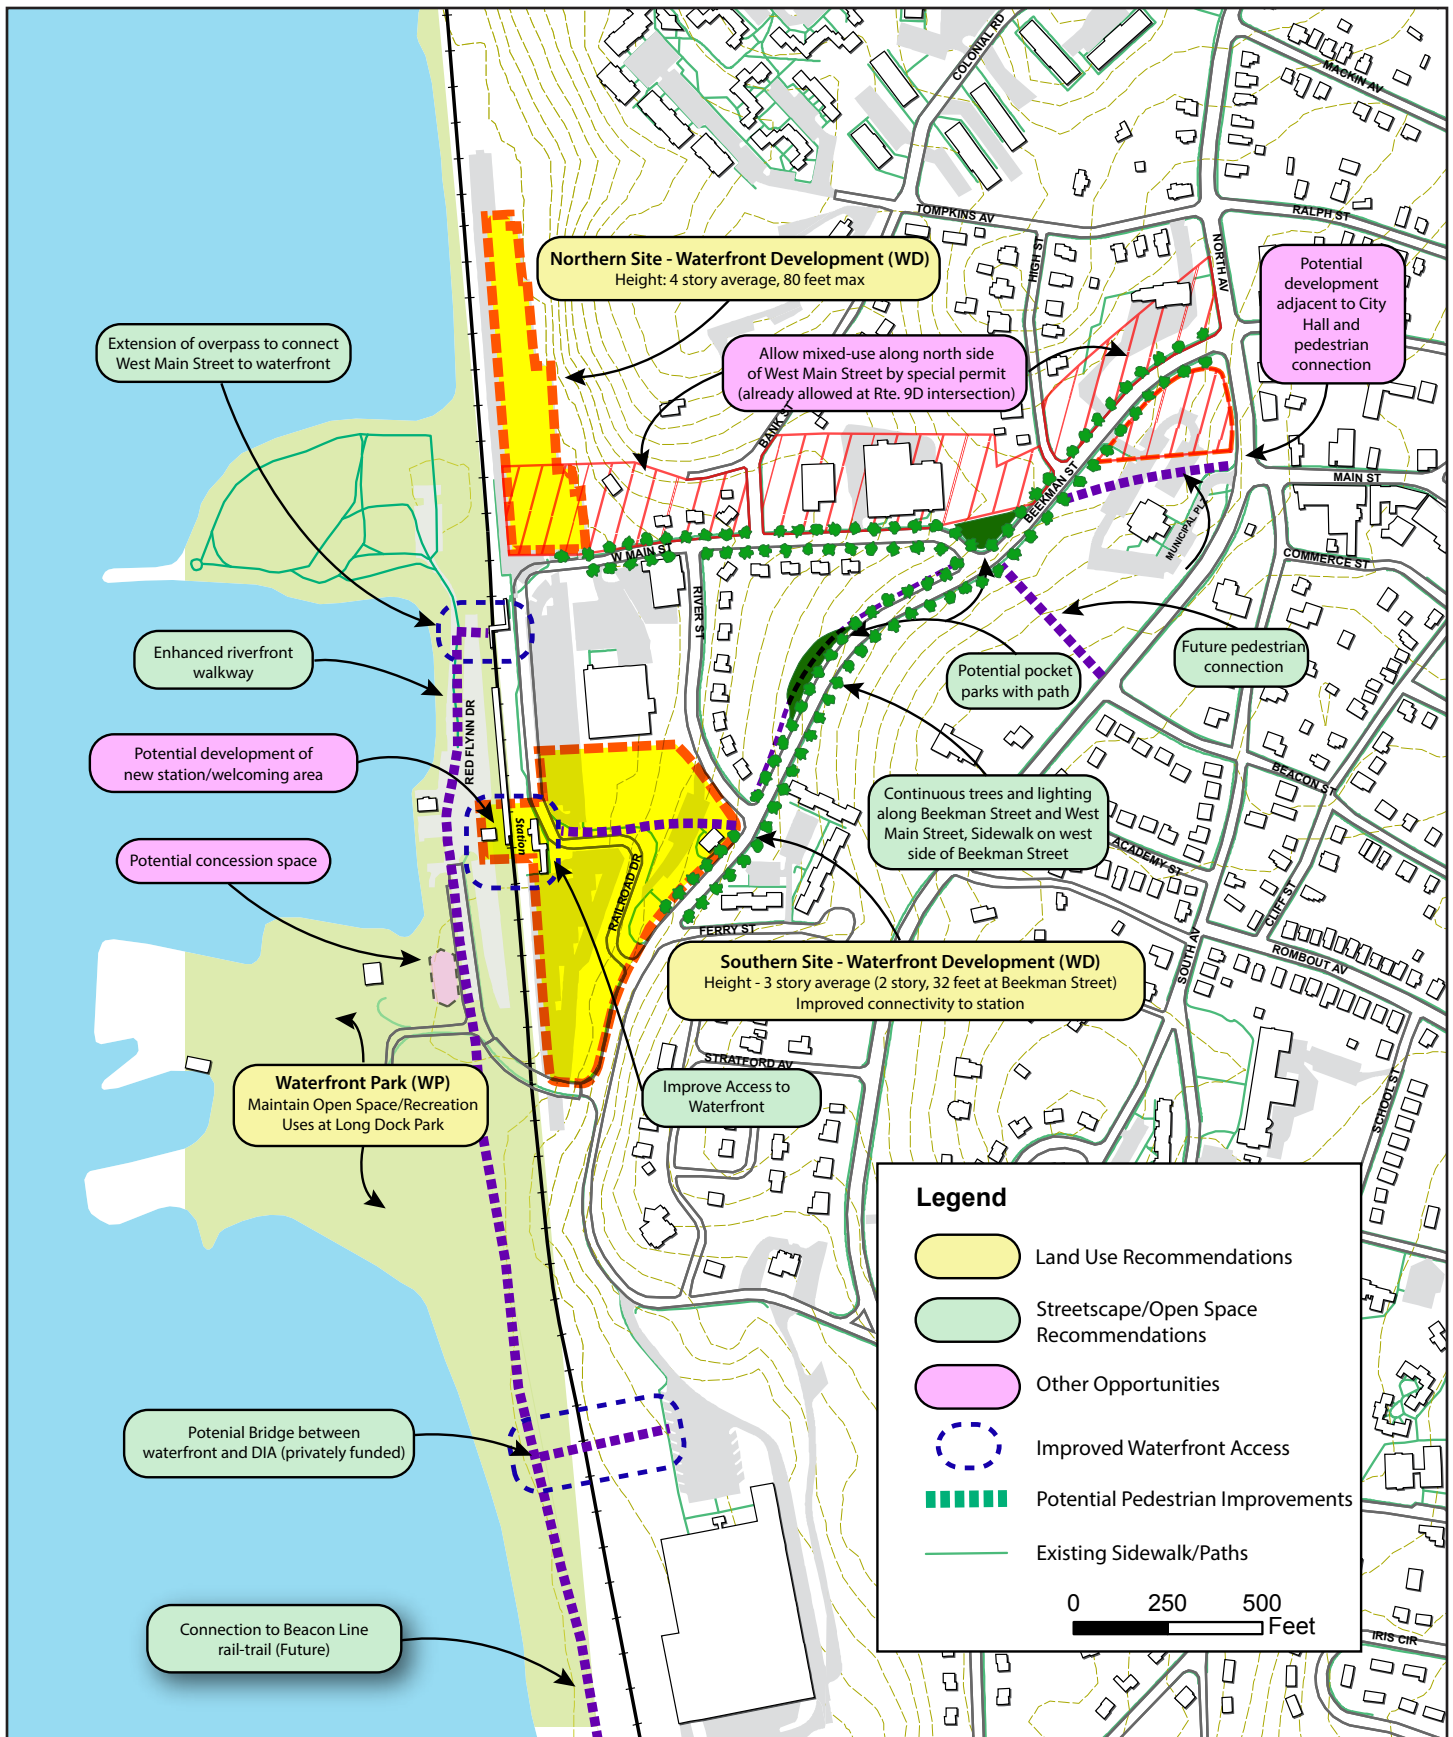 COLONIAL RD
MACKIN AV
TOMPKINS AV
RALPH ST
HIGH ST
NORTH AV
Northern Site - Waterfront Development (WD)
Height: 4 story average, 80 feet max
Potential
development
adjacent to City
Hall and
pedestrian
connection
Extension of overpass to connect
West Main Street to waterfront
Allow mixed-use along north side
of West Main Street by special permit
(already allowed at Rte. 9D intersection)
BANK ST
BEEKMAN ST
MAIN ST
MUNICIPAL PLZ
W MAIN ST
COMMERCE ST
RIVER ST
Enhanced riverfront
walkway
Future pedestrian
connection
Potential pocket
parks with path
RED FLYNN DR
Potential development of
new station/welcoming area
BEACON ST
Continuous trees and lighting
along Beekman Street and West
Main Street, Sidewalk on west
side of Beekman Street
Station
ACADEMY ST
Potential concession space
RAILROAD DR
CLIFF ST
FERRY ST
SOUTH AV
ROMBOUT AV
Southern Site - Waterfront Development (WD)
Height - 3 story average (2 story, 32 feet at Beekman Street)
Improved connectivity to station
STRATFORD AV
Waterfront Park (WP)
Maintain Open Space/Recreation
Uses at Long Dock Park
Improve Access to
Waterfront
SCHOOL ST
Legend
Land Use Recommendations
Streetscape/Open Space
Recommendations
Other Opportunities
Improved Waterfront Access
Potential Pedestrian Improvements
Existing Sidewalk/Paths
0 250 500
Feet
Potenial Bridge between
waterfront and DIA (privately funded)
Connection to Beacon Line
rail-trail (Future)
IRIS CIR